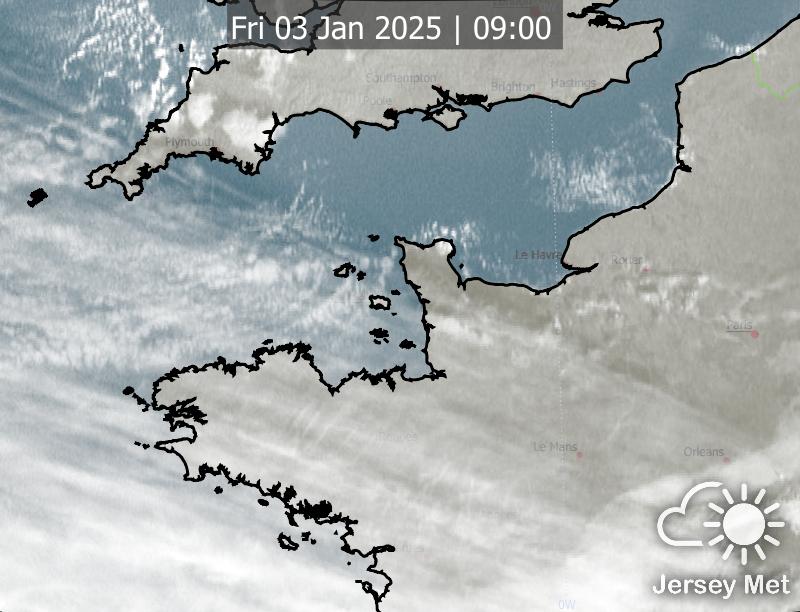 Fri 03 Jan 2025 | 09:00
Southampton
Brighton
Hastings
Poole
Plymouth
Le Havre
Rouen
Paris
Rennes
Le Mans
Orleans
Jersey Met
0W